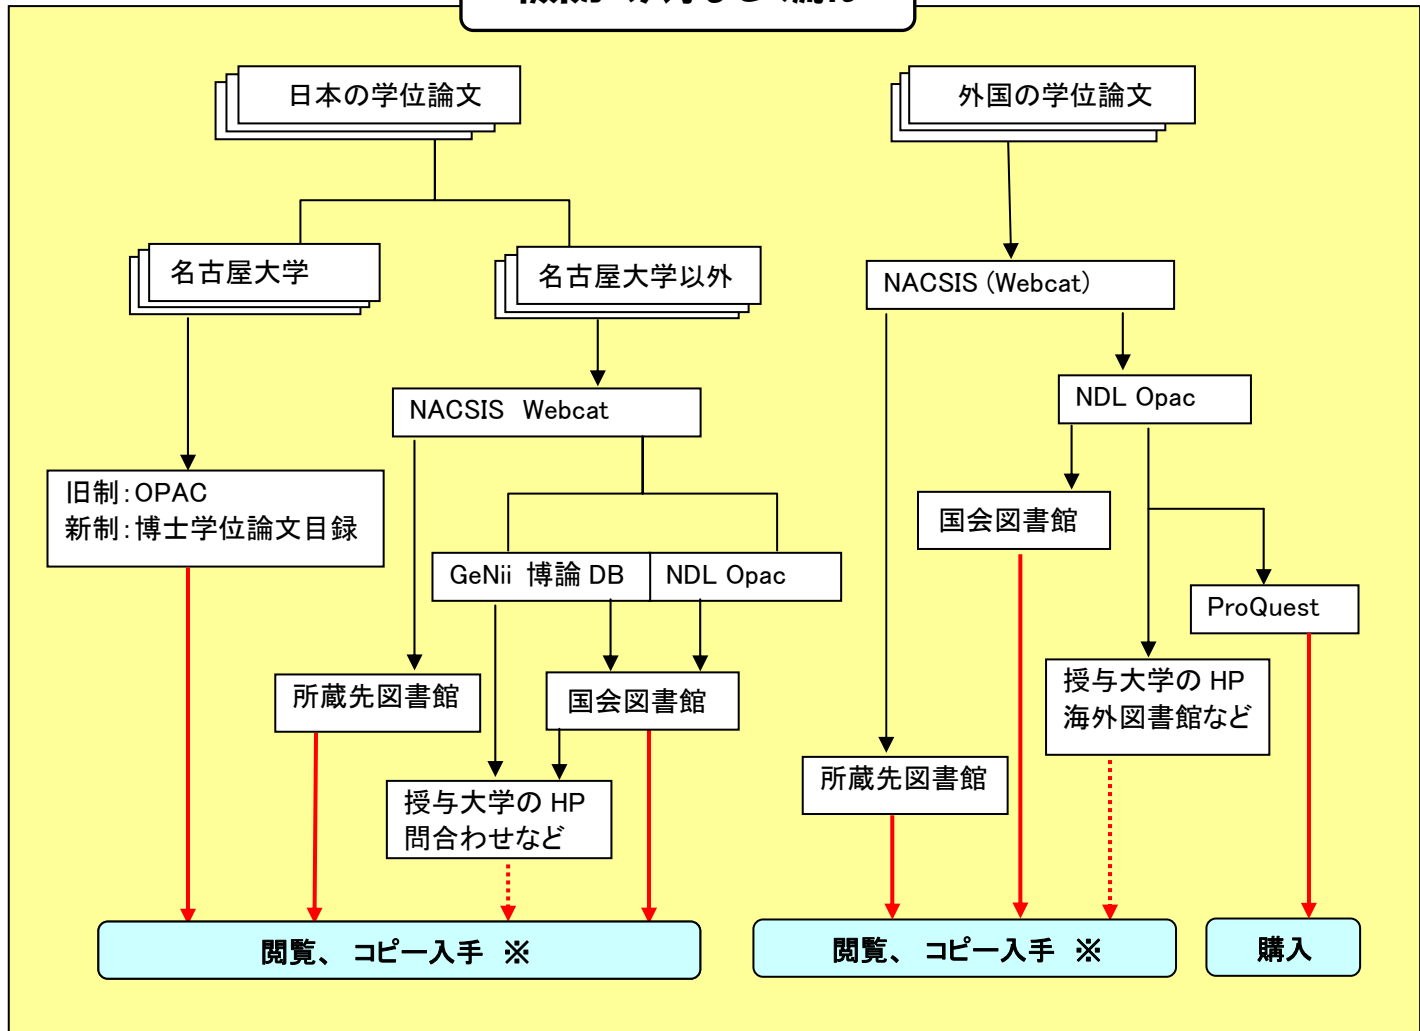 日本の学位論文
外国の学位論文
名古屋大学
名古屋大学以外
NACSIS (Webcat)
NACSIS Webcat
NDL Opac
旧制：OPAC
新制：博士学位論文目録
国会図書館
GeNii 博論 DB
NDL Opac
ProQuest
所蔵先図書館
国会図書館
授与大学の HP
海外図書館など
所蔵先図書館
授与大学の HP
問合わせなど
閲覧、 コピー入手 ※
閲覧、 コピー入手 ※
購入